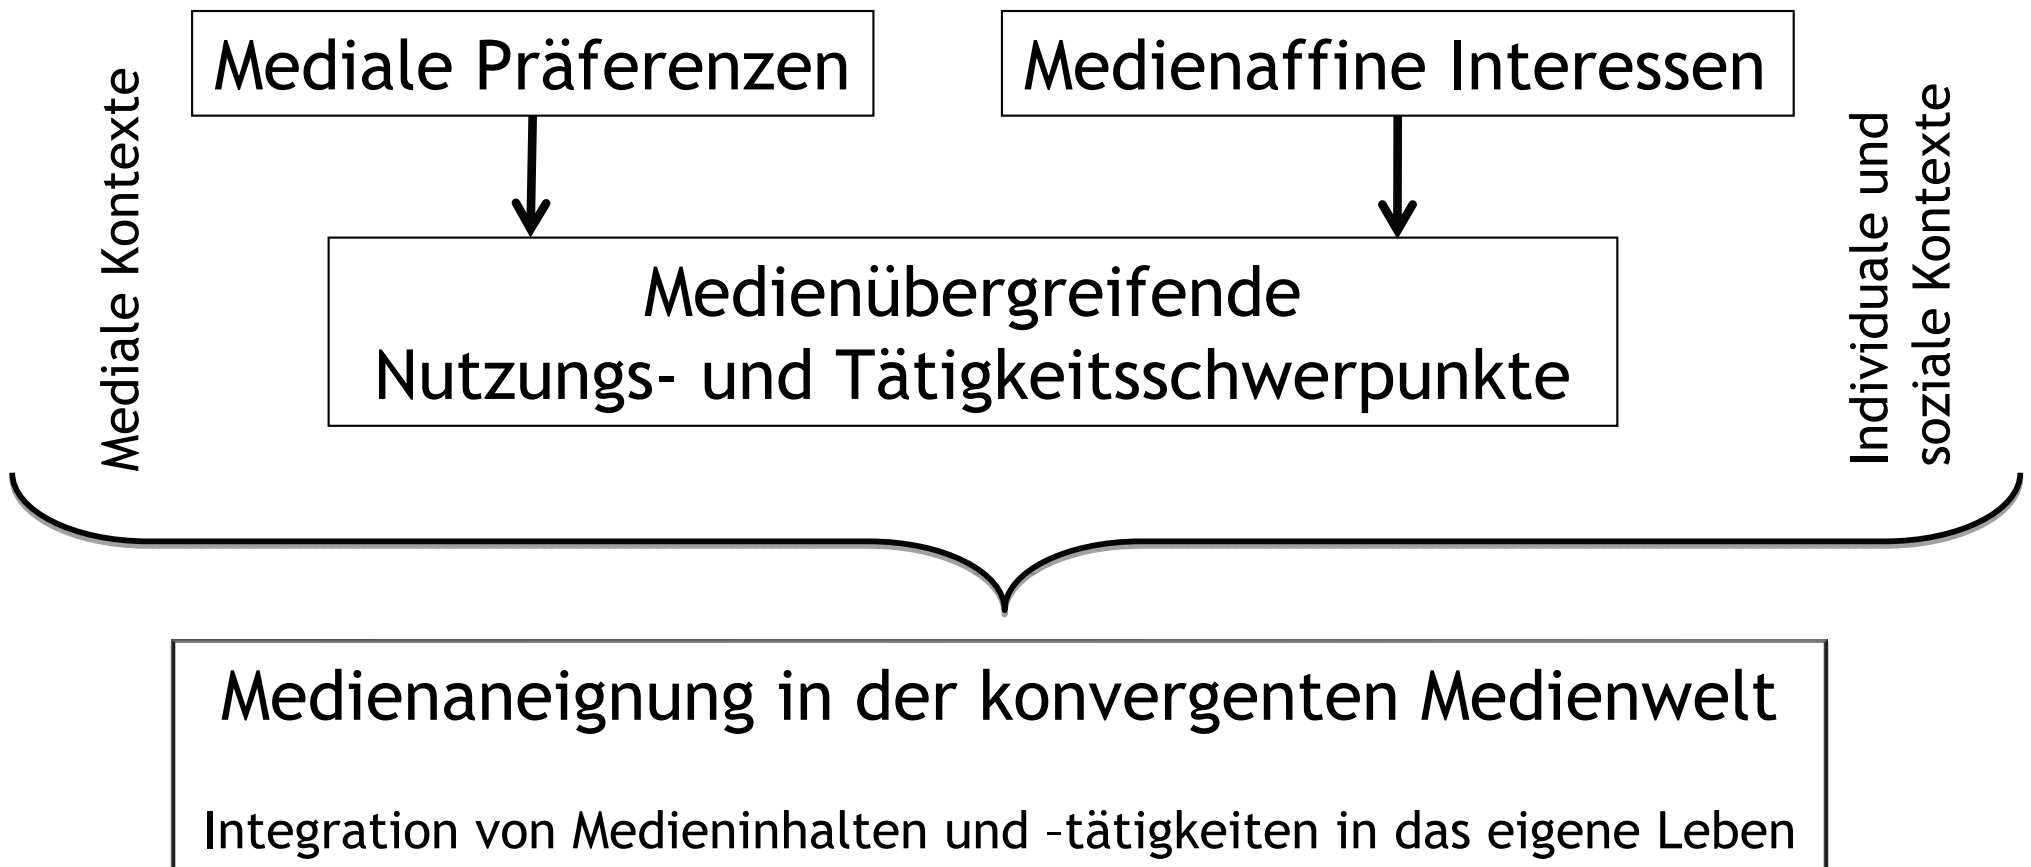 Mediale Präferenzen
Medienaffine Interessen
Mediale Kontexte
Individuale und
soziale Kontexte
Medienübergreifende
Nutzungs- und Tätigkeitsschwerpunkte
Medienaneignung in der konvergenten Medienwelt
Integration von Medieninhalten und –tätigkeiten in das eigene Leben